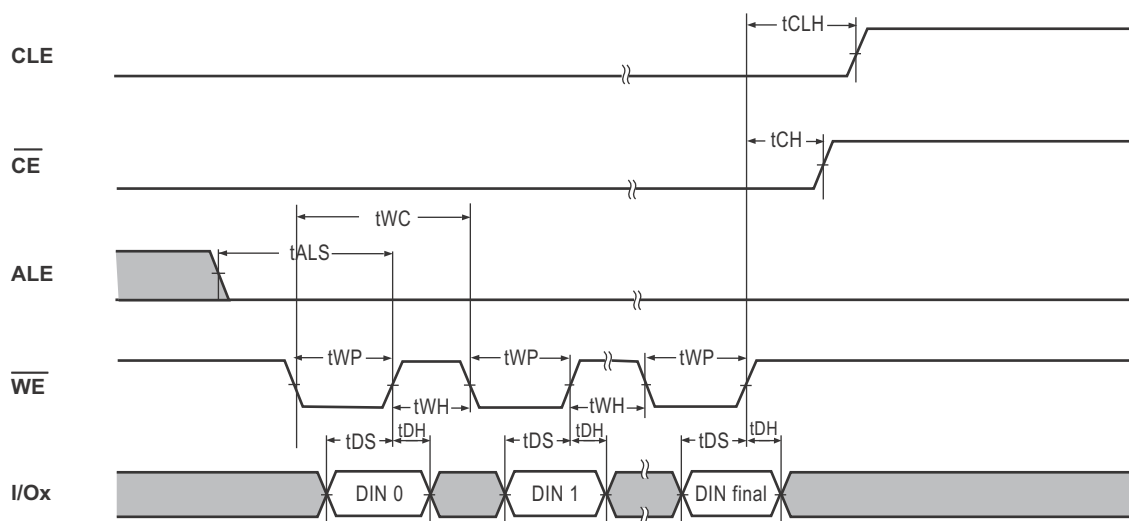 tCLH
CLE
tCH
CE
tWC
tALS
ALE
tWP tWP tWP
WE
tWH tWH
tDS tDH tDS tDH tDS tDH
I/Ox DIN 0 DIN 1 DIN final